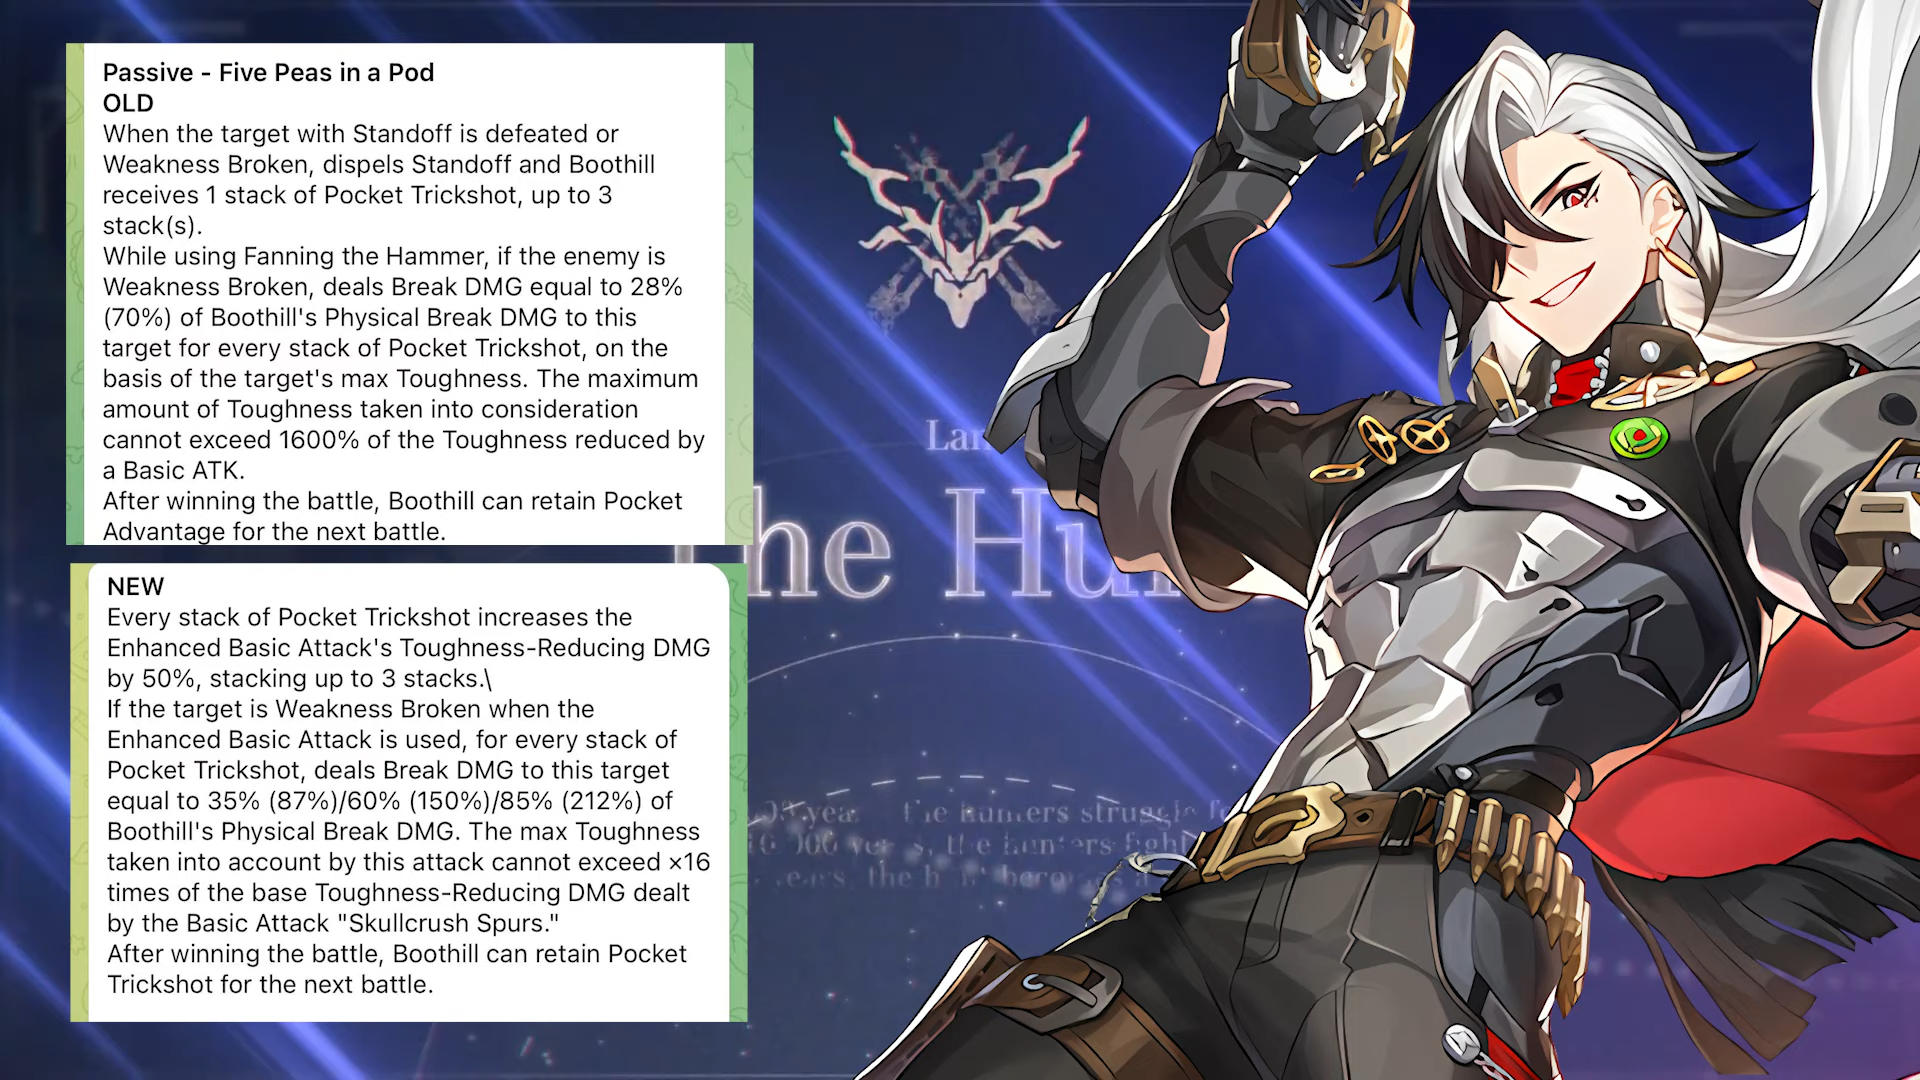 Passive - Five Peas in a Pod
OLD
When the target with Standoff is defeated or
Weakness Broken, dispels Standoff and Boothill
receives 1 stack of Pocket Trickshot, up to 3
stack(s).
While using Fanning the Hammer, if the enemy is
Weakness Broken, deals Break DMG equal to 28%
(70%) of Boothill's Physical Break DMG to this
target for every stack of Pocket Trickshot, on the
basis of the target's max Toughness. The maximum
amount of Toughness taken into consideration
cannot exceed 1600% of the Toughness reduced by
a Basic ATK.
After winning the battle, Boothill can retain Pocket
Advantage for the next battle.
NEW
Every stack of Pocket Trickshot increases the
Enhanced Basic Attack's Toughness-Reducing DMG
by 50%, stacking up to 3 stacks.\
If the target is Weakness Broken when the
Enhanced Basic Attack is used, for every stack of
Pocket Trickshot, deals Break DMG to this target
equal to 35% (87%)/60% (150%)/85% (212%) of
Boothill's Physical Break DMG. The max Toughness
taken into account by this attack cannot exceed ×16
times of the base Toughness-Reducing DMG dealt
by the Basic Attack "Skullcrush Spurs."
After winning the battle, Boothill can retain Pocket
Trickshot for the next battle.
Lan
The Hun
the hunters struggle
the hunters fight